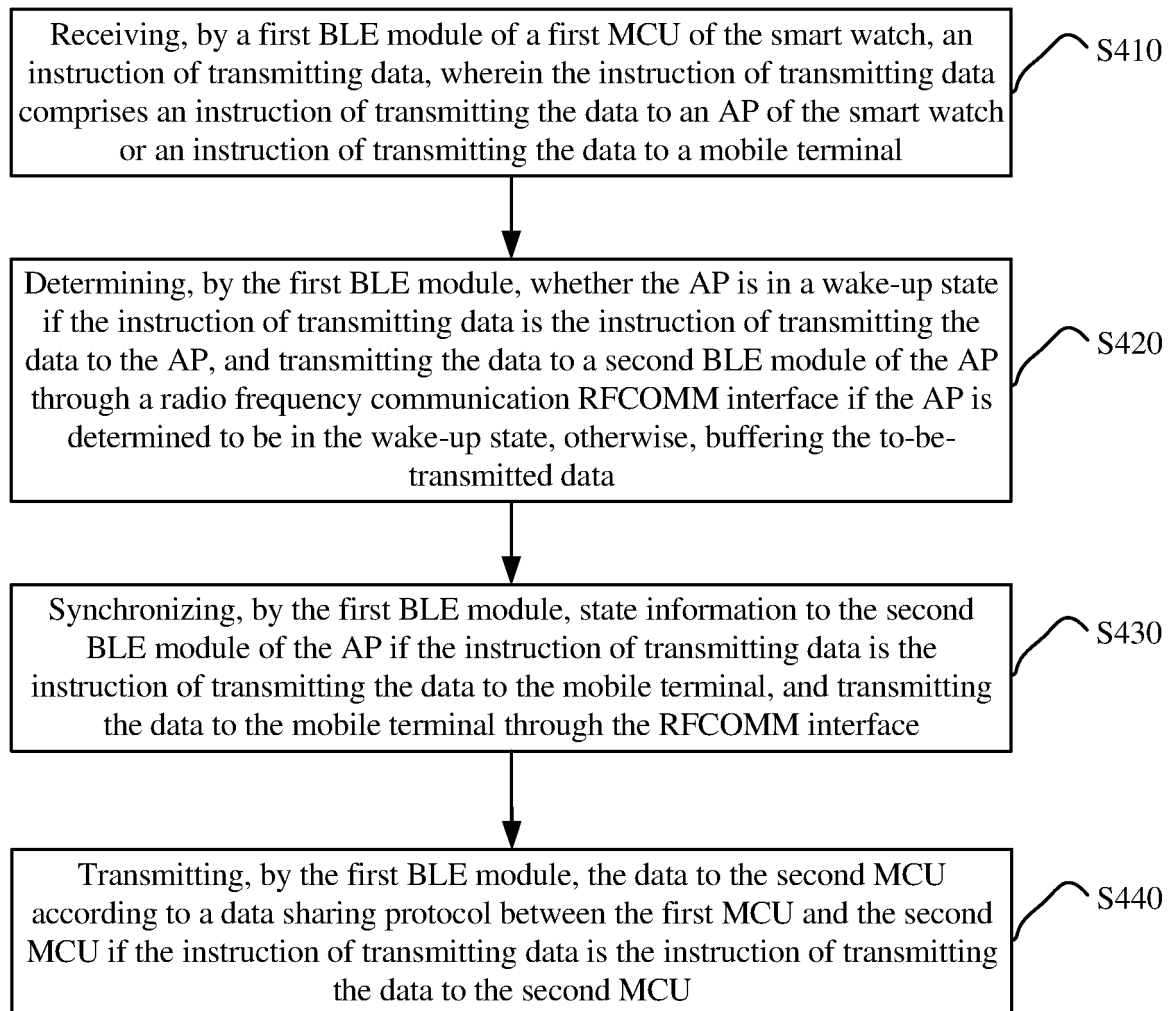 Receiving, by a first BLE module of a first MCU of the smart watch, an
instruction of transmitting data, wherein the instruction of transmitting data
comprises an instruction of transmitting the data to an AP of the smart watch
or an instruction of transmitting the data to a mobile terminal
S410
Determining, by the first BLE module, whether the AP is in a wake-up state
if the instruction of transmitting data is the instruction of transmitting the
data to the AP, and transmitting the data to a second BLE module of the AP
through a radio frequency communication RFCOMM interface if the AP is
determined to be in the wake-up state, otherwise, buffering the to-be-
transmitted data
S420
Synchronizing, by the first BLE module, state information to the second
BLE module of the AP if the instruction of transmitting data is the
instruction of transmitting the data to the mobile terminal, and transmitting
the data to the mobile terminal through the RFCOMM interface
S430
Transmitting, by the first BLE module, the data to the second MCU
according to a data sharing protocol between the first MCU and the second
MCU if the instruction of transmitting data is the instruction of transmitting
the data to the second MCU
S440